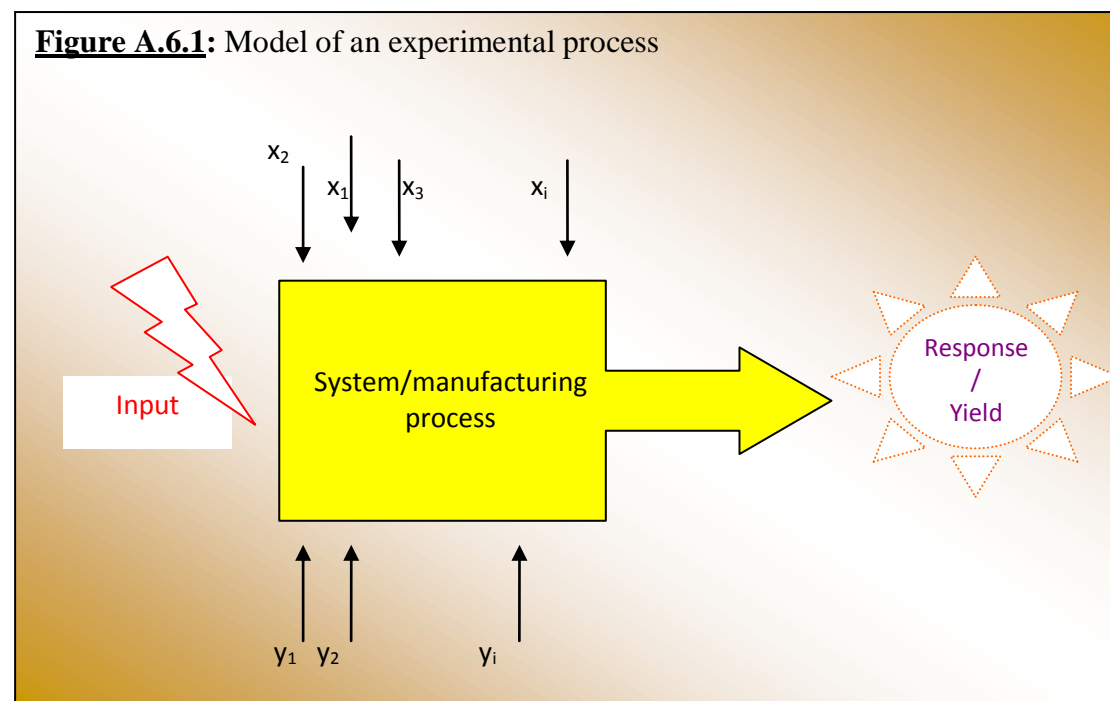 Figure A.6.1: Model of an experimental process
x₂
x₁ x₃ xᵢ
Input
System/manufacturing
process
Response
/
Yield
y₁ y₂ yᵢ